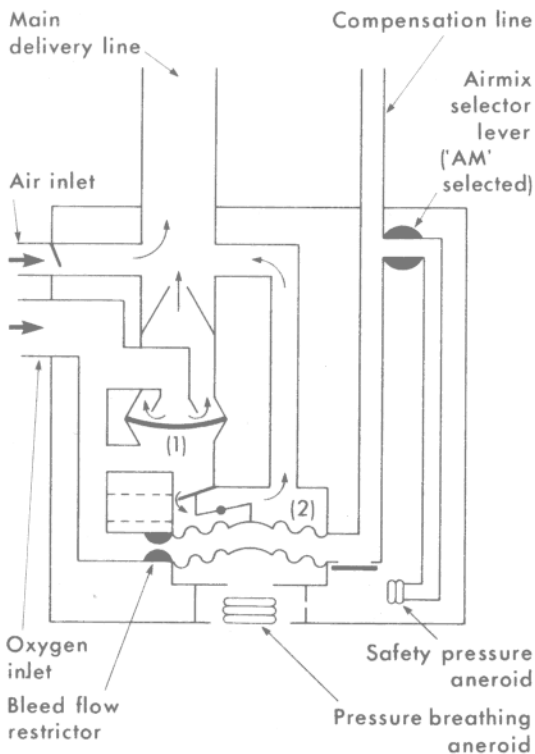 Main
delivery line
Compensation line
Airmix
selector
lever
('AM'
selected)
Air inlet
(1)
(2)
Oxygen
inlet
Bleed flow
restrictor
Safety pressure
aneroid
Pressure breathing
aneroid